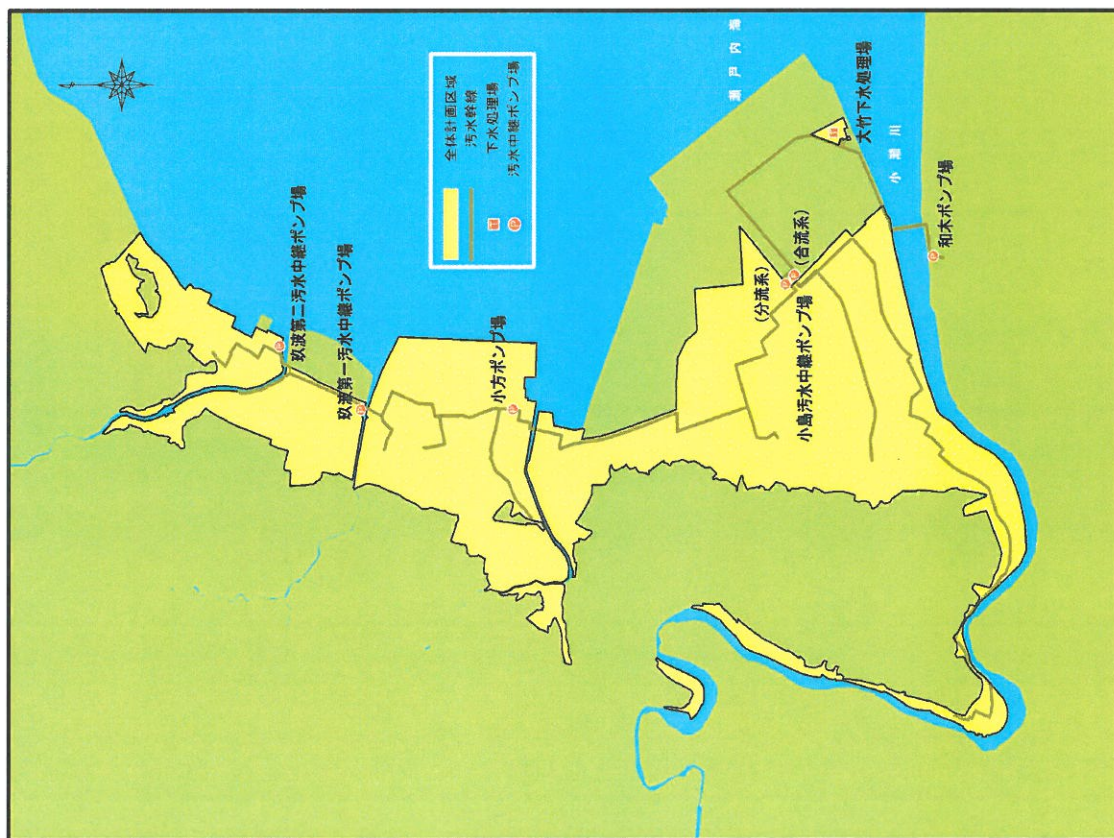 全体計画区域
汚水幹線
下水処理場
汚水中継ポンプ場
瀬戸内海
玖波第二汚水中継ポンプ場
玖波第一汚水中継ポンプ場
小方ポンプ場
(分流系)
(合流系)
小島汚水中継ポンプ場
大竹下水処理場
小瀬川
和木ポンプ場